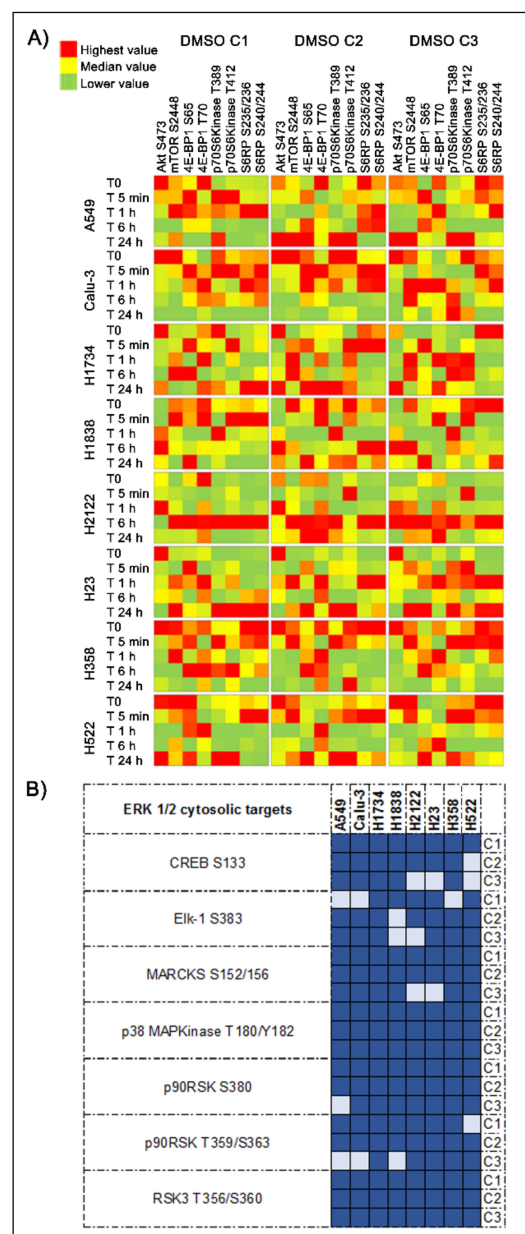 A)
Highest value
Median value
Lower value
DMSO C1
DMSO C2
DMSO C3
Akt S473
mTOR S2448
4E-BP1 S65
4E-BP1 T70
p70S6Kinase T389
p70S6Kinase T412
S6RP S235/236
S6RP S240/244
Akt S473
mTOR S2448
4E-BP1 S65
4E-BP1 T70
p70S6Kinase T389
p70S6Kinase T412
S6RP S235/236
S6RP S240/244
Akt S473
mTOR S2448
4E-BP1 S65
4E-BP1 T70
p70S6Kinase T389
p70S6Kinase T412
S6RP S235/236
S6RP S240/244
A549
T0
T 5 min
T 1 h
T 6 h
T 24 h
Calu-3
T0
T 5 min
T 1 h
T 6 h
T 24 h
H1734
T0
T 5 min
T 1 h
T 6 h
T 24 h
H1838
T0
T 5 min
T 1 h
T 6 h
T 24 h
H2122
T0
T 5 min
T 1 h
T 6 h
T 24 h
H23
T0
T 5 min
T 1 h
T 6 h
T 24 h
H358
T0
T 5 min
T 1 h
T 6 h
T 24 h
H522
T0
T 5 min
T 1 h
T 6 h
T 24 h
B)
ERK 1/2 cytosolic targets
A549
Calu-3
H1734
H1838
H2122
H23
H358
H522
CREB S133
C1
C2
C3
Elk-1 S383
C1
C2
C3
MARCKS S152/156
C1
C2
C3
p38 MAPKinase T180/Y182
C1
C2
C3
p90RSK S380
C1
C2
C3
p90RSK T359/S363
C1
C2
C3
RSK3 T356/S360
C1
C2
C3